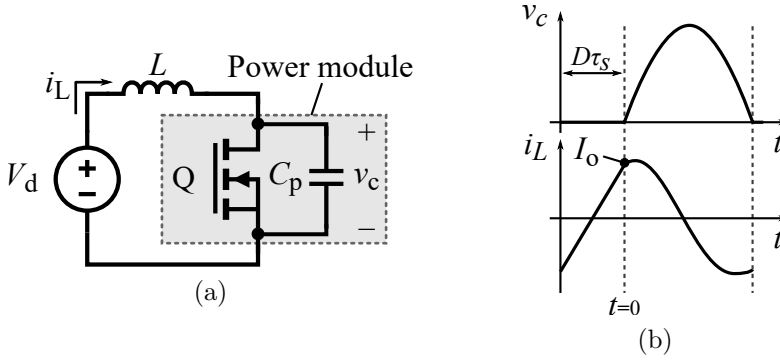 i_L
L
Power module
V_d
+
−
Q
C_p
+
v_c
−
(a)
v_c
Dτ_s
t
i_L
I_o
t
t=0
(b)